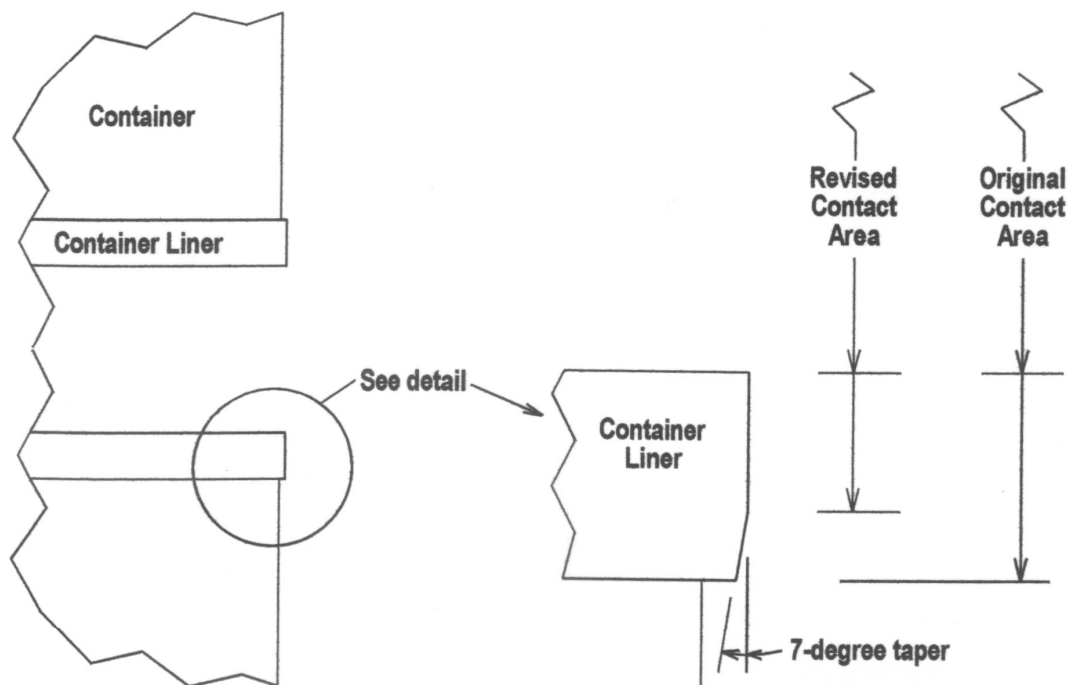 Container
Container Liner
See detail
Container
Liner
Revised
Contact
Area
Original
Contact
Area
7-degree taper